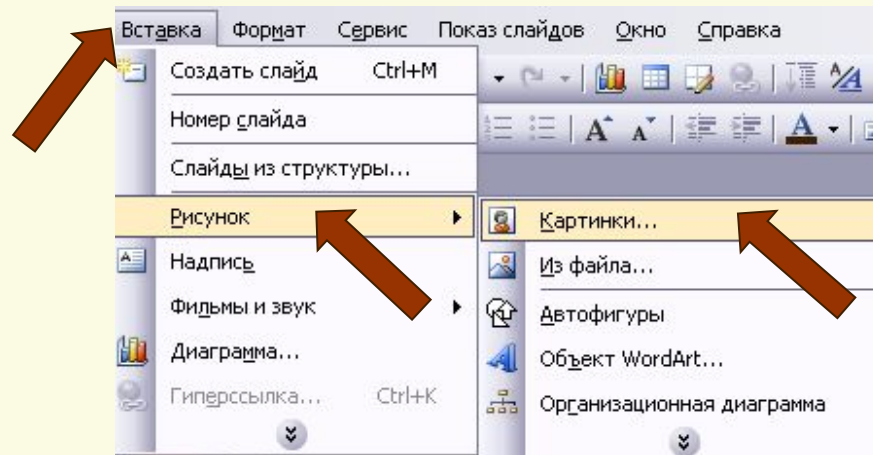 Вставка Формат Сервис Показ слайдов Окно Справка
Создать слайд Ctrl+M
Номер слайда
Слайды из структуры...
Рисунок
Надпись
Фильмы и звук
Диаграмма...
Гиперссылка... Ctrl+K
Картинки...
Из файла...
Автофигуры
Объект WordArt...
Организационная диаграмма